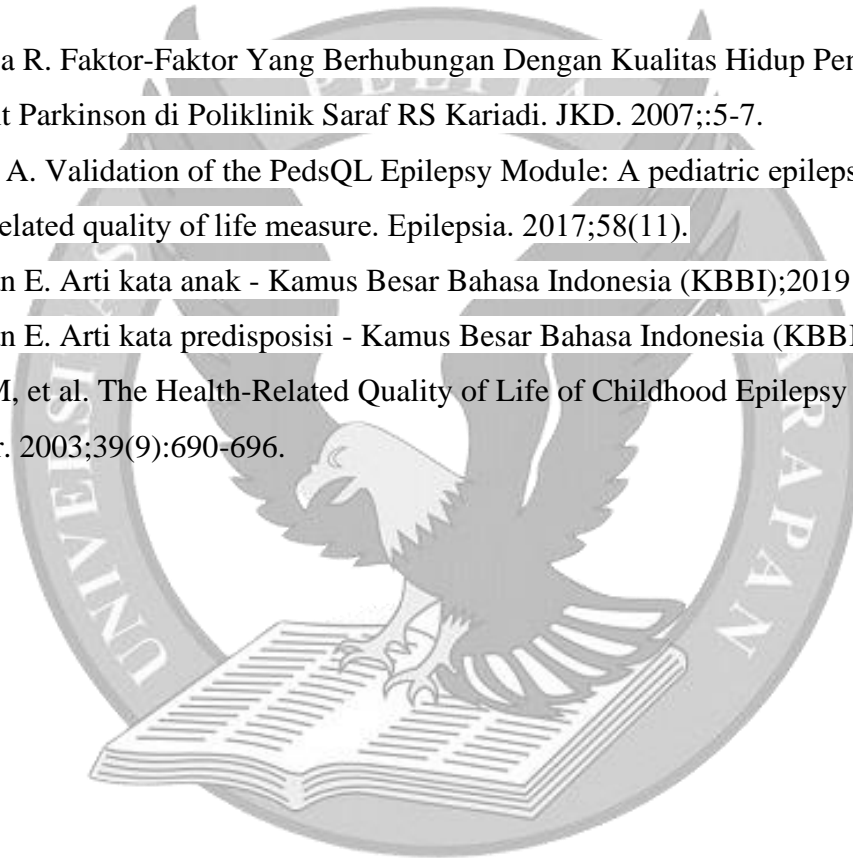 a R. Faktor-Faktor Yang Berhubungan Dengan Kualitas Hidup Pen
t Parkinson di Poliklinik Saraf RS Kariadi. JKD. 2007;:5-7.
A. Validation of the PedsQL Epilepsy Module: A pediatric epileps
elated quality of life measure. Epilepsia. 2017;58(11).
n E. Arti kata anak - Kamus Besar Bahasa Indonesia (KBBI);2019
n E. Arti kata predisposisi - Kamus Besar Bahasa Indonesia (KBBI
M, et al. The Health-Related Quality of Life of Childhood Epilepsy
r. 2003;39(9):690-696.
UNIVERSITAS
PELITA
HARAPAN